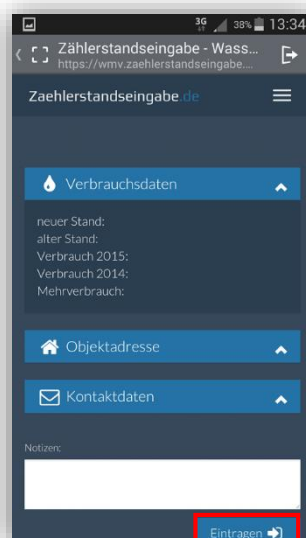 3G 38% 13:34
Zählerstandseingabe - Wass...
https://wmv.zaehlerstandseingabe....
Zaehlerstandseingabe.de
Verbrauchsdaten
neuer Stand:
alter Stand:
Verbrauch 2015:
Verbrauch 2014:
Mehrverbrauch:
Objektadresse
Kontaktdaten
Notizen:
Eintragen